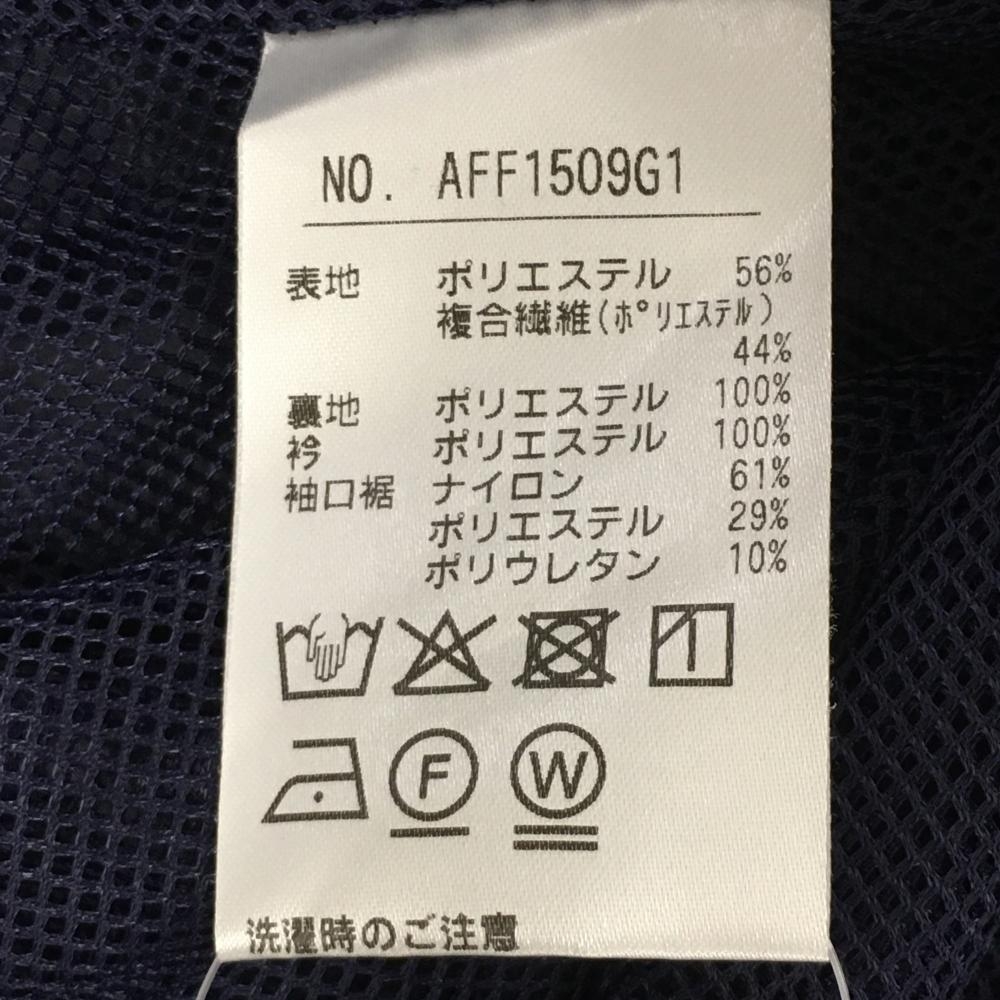 NO. AFF1509G1
表地 ポリエステル 56%
複合繊維(ポリエステル)
44%
裏地 ポリエステル 100%
衿 ポリエステル 100%
袖口裾 ナイロン 61%
ポリエステル 29%
ポリウレタン 10%
F W
洗濯時のご注意